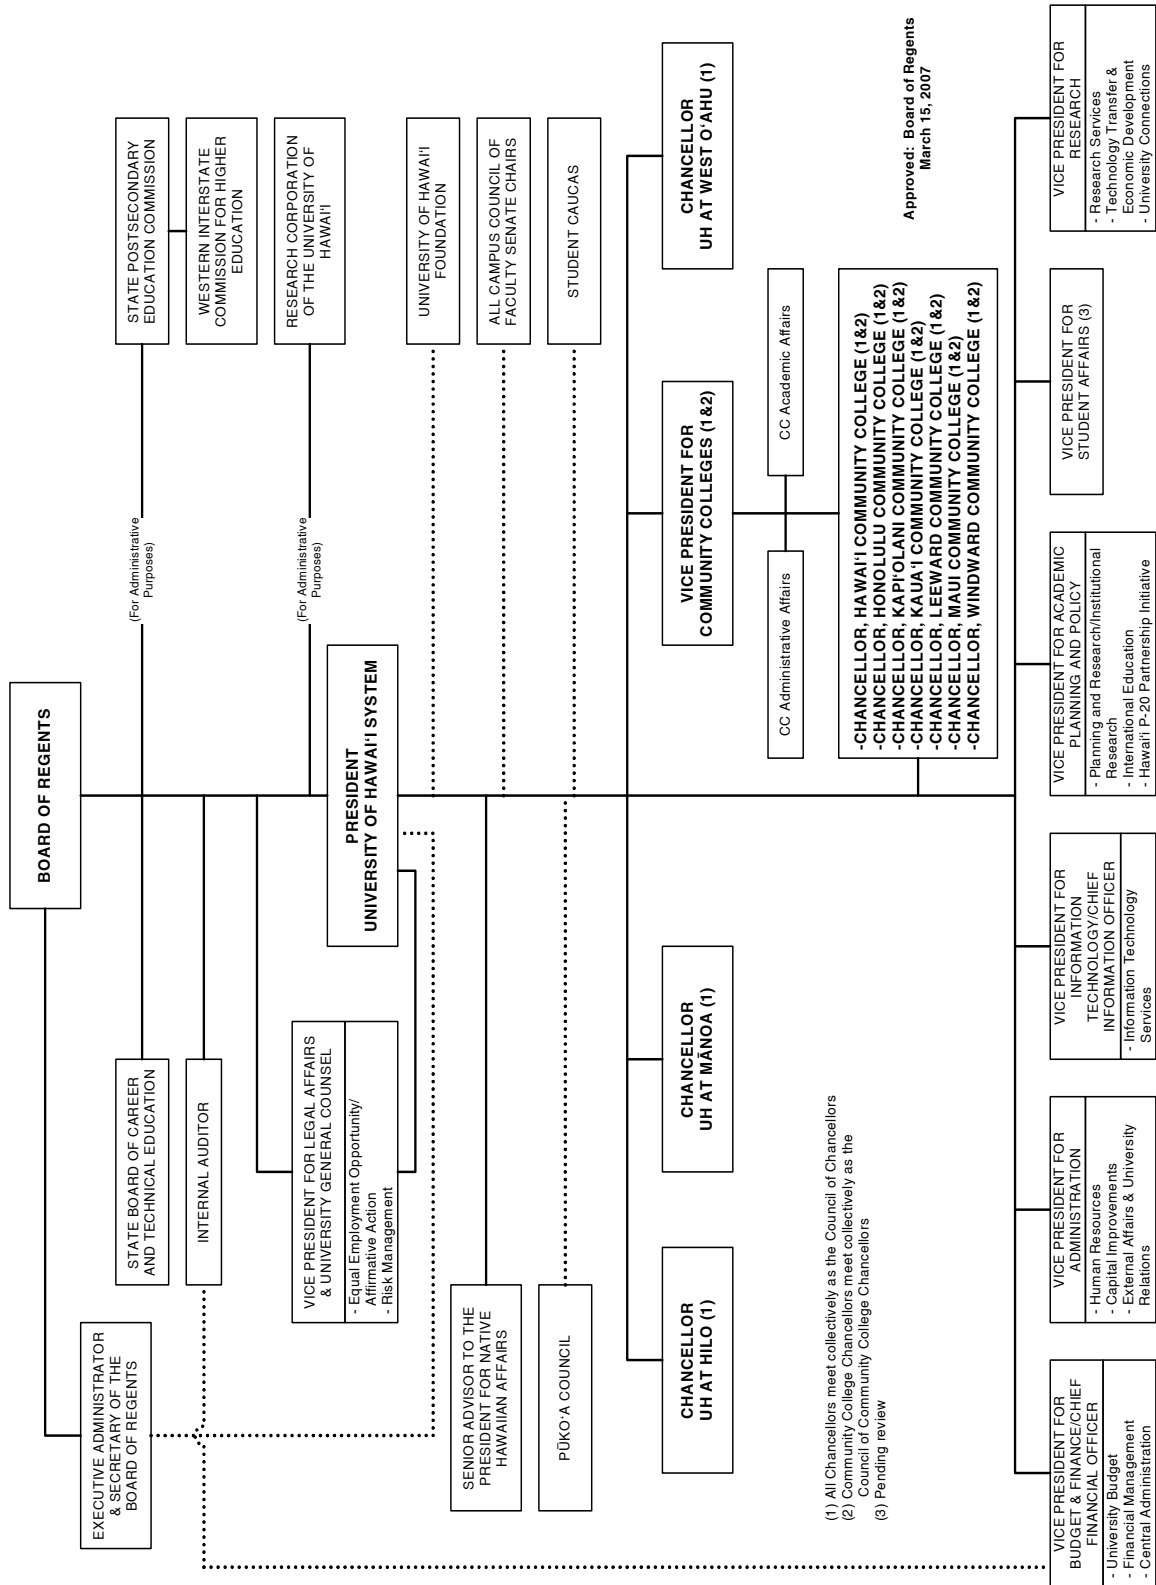 BOARD OF REGENTS
EXECUTIVE ADMINISTRATOR
& SECRETARY OF THE
BOARD OF REGENTS
STATE BOARD OF CAREER
AND TECHNICAL EDUCATION
(For Administrative
Purposes)
STATE POSTSECONDARY
EDUCATION COMMISSION
WESTERN INTERSTATE
COMMISSION FOR HIGHER
EDUCATION
INTERNAL AUDITOR
(For Administrative
Purposes)
RESEARCH CORPORATION
OF THE UNIVERSITY OF
HAWAI‘I
VICE PRESIDENT FOR LEGAL AFFAIRS
& UNIVERSITY GENERAL COUNSEL
- Equal Employment Opportunity/
Affirmative Action
- Risk Management
PRESIDENT
UNIVERSITY OF HAWAI‘I SYSTEM
UNIVERSITY OF HAWAI‘I
FOUNDATION
SENIOR ADVISOR TO THE
PRESIDENT FOR NATIVE
HAWAIIAN AFFAIRS
ALL CAMPUS COUNCIL OF
FACULTY SENATE CHAIRS
PŪKO‘A COUNCIL
STUDENT CAUCAS
CHANCELLOR
UH AT HILO (1)
CHANCELLOR
UH AT MĀNOA (1)
VICE PRESIDENT FOR
COMMUNITY COLLEGES (1&2)
CHANCELLOR
UH AT WEST O‘AHU (1)
CC Administrative Affairs
CC Academic Affairs
-CHANCELLOR, HAWAI‘I COMMUNITY COLLEGE (1&2)
-CHANCELLOR, HONOLULU COMMUNITY COLLEGE (1&2)
-CHANCELLOR, KAPI‘OLANI COMMUNITY COLLEGE (1&2)
-CHANCELLOR, KAUA‘I COMMUNITY COLLEGE (1&2)
-CHANCELLOR, LEEWARD COMMUNITY COLLEGE (1&2)
-CHANCELLOR, MAUI COMMUNITY COLLEGE (1&2)
-CHANCELLOR, WINDWARD COMMUNITY COLLEGE (1&2)
(1) All Chancellors meet collectively as the Council of Chancellors
(2) Community College Chancellors meet collectively as the
Council of Community College Chancellors
(3) Pending review
Approved: Board of Regents
March 15, 2007
VICE PRESIDENT FOR
BUDGET & FINANCE/CHIEF
FINANCIAL OFFICER
- University Budget
- Financial Management
- Central Administration
VICE PRESIDENT FOR
ADMINISTRATION
- Human Resources
- Capital Improvements
- External Affairs & University
Relations
VICE PRESIDENT FOR
INFORMATION
TECHNOLOGY/CHIEF
INFORMATION OFFICER
- Information Technology
Services
VICE PRESIDENT FOR ACADEMIC
PLANNING AND POLICY
- Planning and Research/Institutional
Research
- International Education
- Hawai‘i P-20 Partnership Initiative
VICE PRESIDENT FOR
STUDENT AFFAIRS (3)
VICE PRESIDENT FOR
RESEARCH
- Research Services
- Technology Transfer &
Economic Development
- University Connections